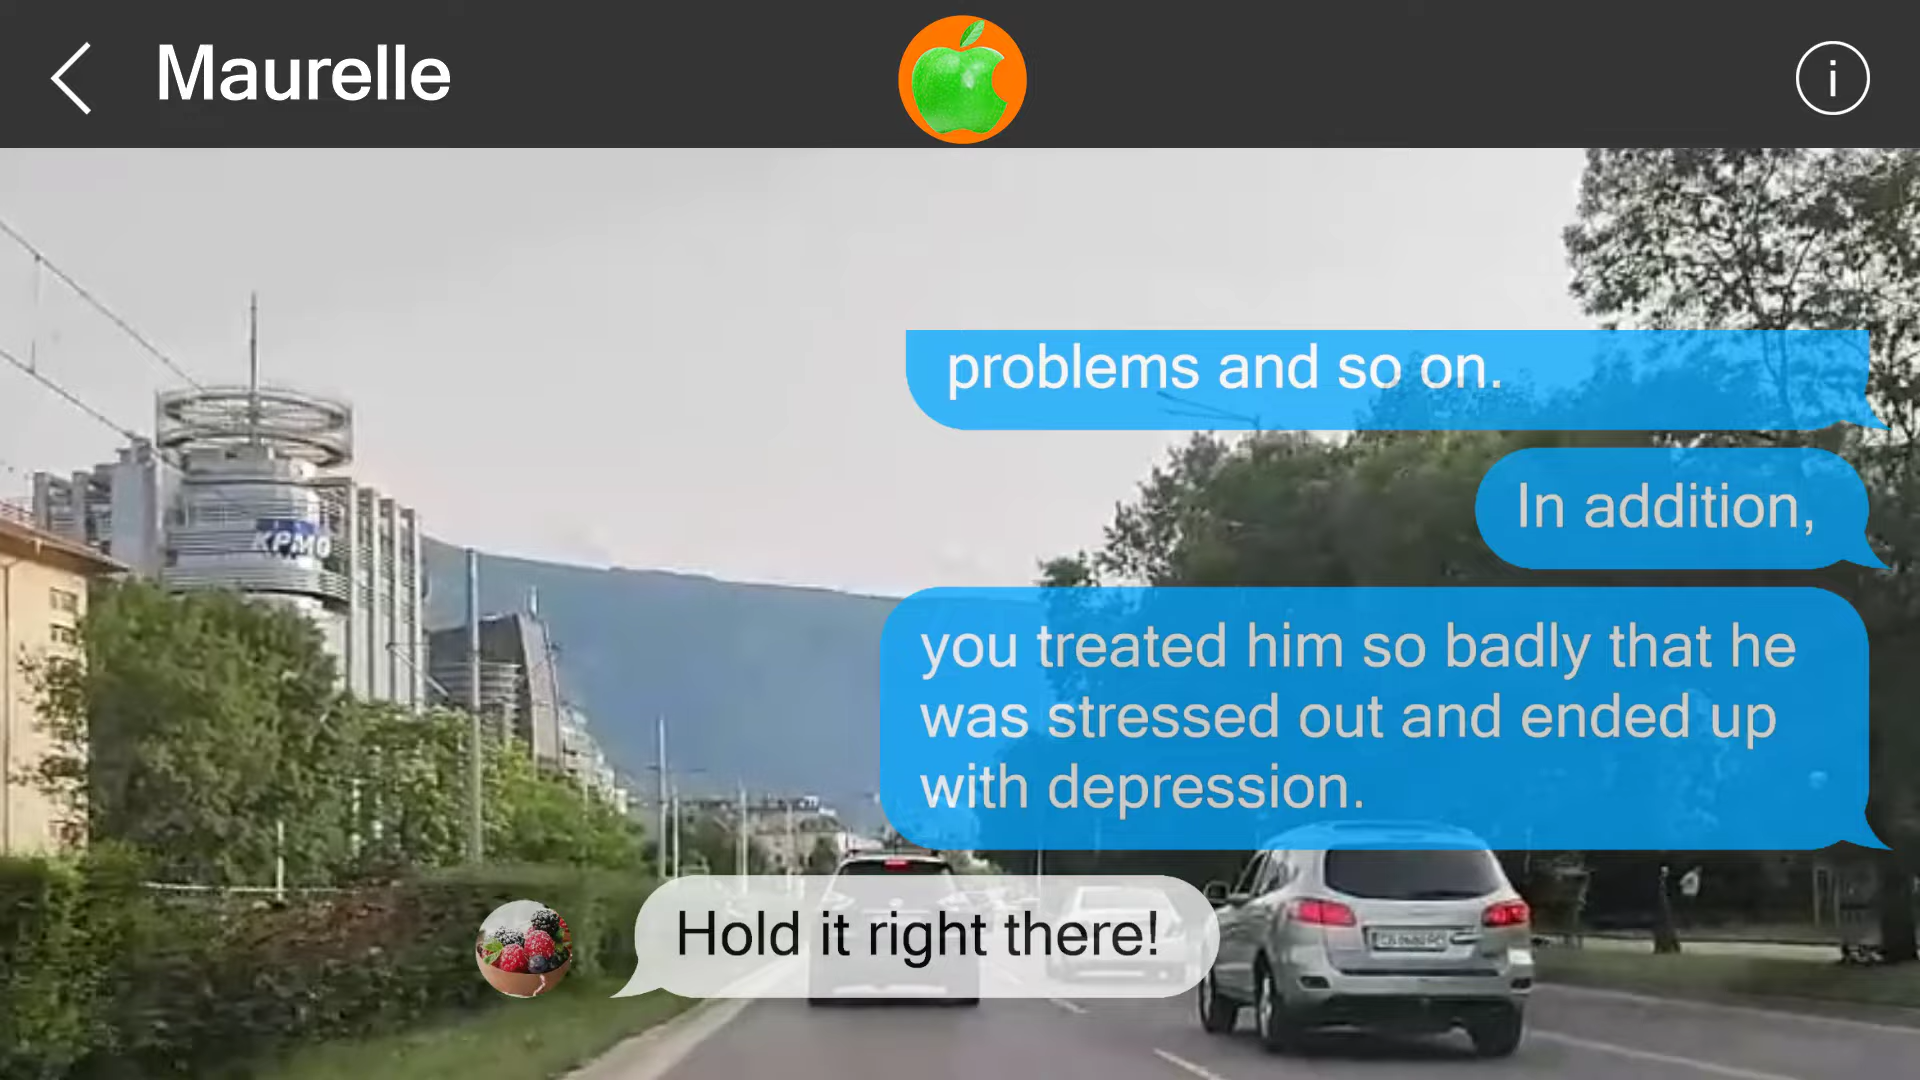 Maurelle
i
problems and so on.
In addition,
you treated him so badly that he
was stressed out and ended up
with depression.
Hold it right there!
KPMG